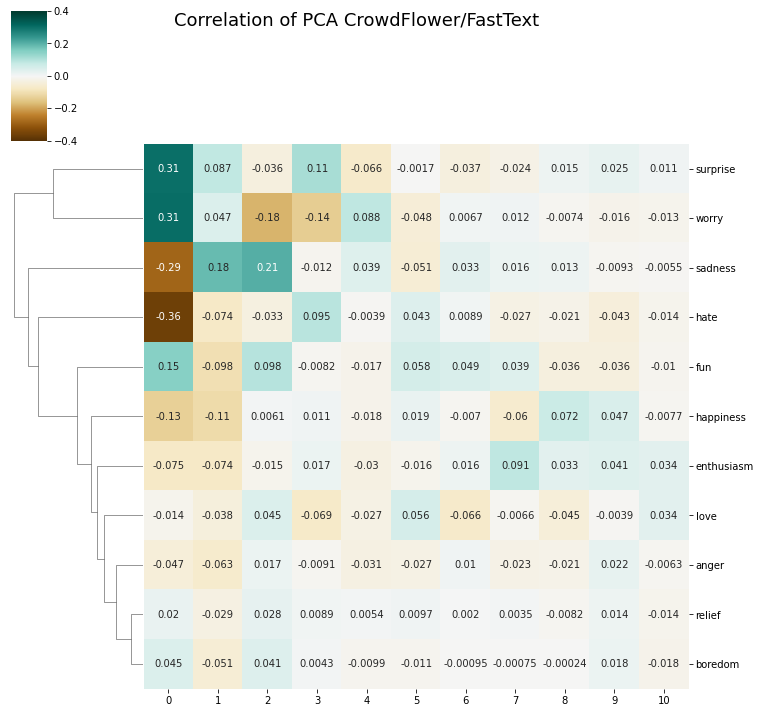 Correlation of PCA CrowdFlower/FastText
0.4
0.2
0.0
−0.2
−0.4
0.31 0.087 -0.036 0.11 -0.066 -0.0017 -0.037 -0.024 0.015 0.025 0.011 surprise
0.31 0.047 -0.18 -0.14 0.088 -0.048 0.0067 0.012 -0.0074 -0.016 -0.013 worry
-0.29 0.18 0.21 -0.012 0.039 -0.051 0.033 0.016 0.013 -0.0093 -0.0055 sadness
-0.36 -0.074 -0.033 0.095 -0.0039 0.043 0.0089 -0.027 -0.021 -0.043 -0.014 hate
0.15 -0.098 0.098 -0.0082 -0.017 0.058 0.049 0.039 -0.036 -0.036 -0.01 fun
-0.13 -0.11 0.0061 0.011 -0.018 0.019 -0.007 -0.06 0.072 0.047 -0.0077 happiness
-0.075 -0.074 -0.015 0.017 -0.03 -0.016 0.016 0.091 0.033 0.041 0.034 enthusiasm
-0.014 -0.038 0.045 -0.069 -0.027 0.056 -0.066 -0.0066 -0.045 -0.0039 0.034 love
-0.047 -0.063 0.017 -0.0091 -0.031 -0.027 0.01 -0.023 -0.021 0.022 -0.0063 anger
0.02 -0.029 0.028 0.0089 0.0054 0.0097 0.002 0.0035 -0.0082 0.014 -0.014 relief
0.045 -0.051 0.041 0.0043 -0.0099 -0.011 -0.00095 -0.00075 -0.00024 0.018 -0.018 boredom
0 1 2 3 4 5 6 7 8 9 10